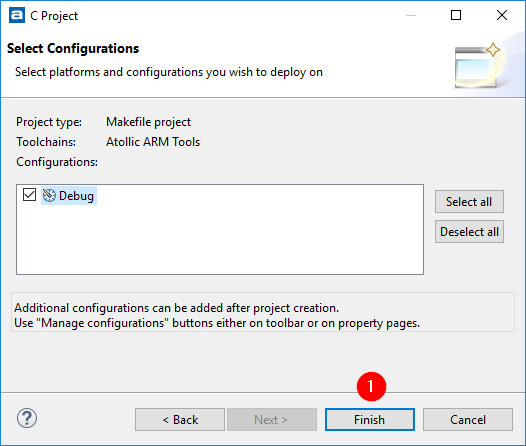 C Project
Select Configurations
Select platforms and configurations you wish to deploy on
Project type: Makefile project
Toolchains: Atollic ARM Tools
Configurations:
Debug
Select all
Deselect all
Additional configurations can be added after project creation.
Use "Manage configurations" buttons either on toolbar or on property pages.
1
? < Back Next > Finish Cancel